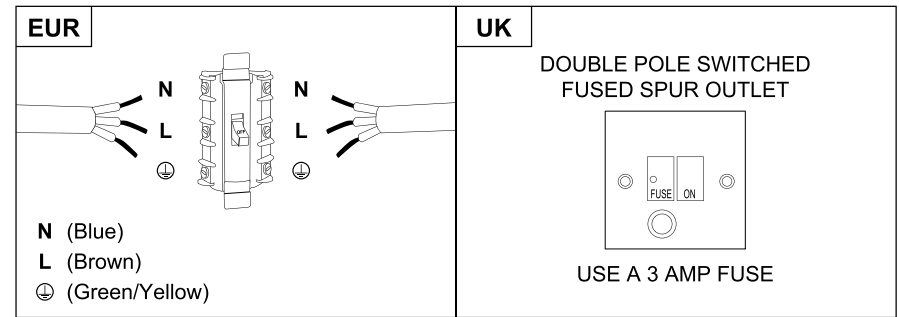 EUR
N
L
⏚
OFF
N
L
⏚
N (Blue)
L (Brown)
⏚ (Green/Yellow)
UK
DOUBLE POLE SWITCHED
FUSED SPUR OUTLET
FUSE
ON
USE A 3 AMP FUSE